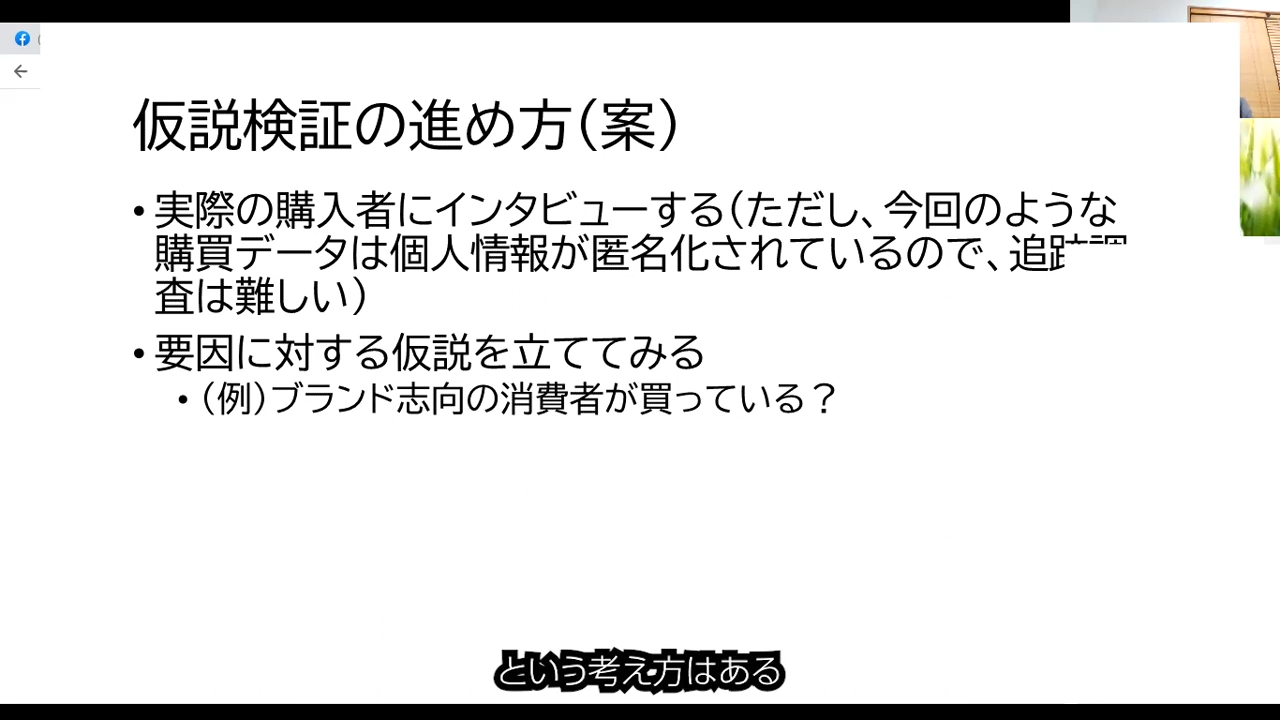 仮説検証の進め方（案）
• 実際の購入者にインタビューする（ただし、今回のような
購買データは個人情報が匿名化されているので、追跡調
査は難しい）
• 要因に対する仮説を立ててみる
• （例）ブランド志向の消費者が買っている？
という考え方はある